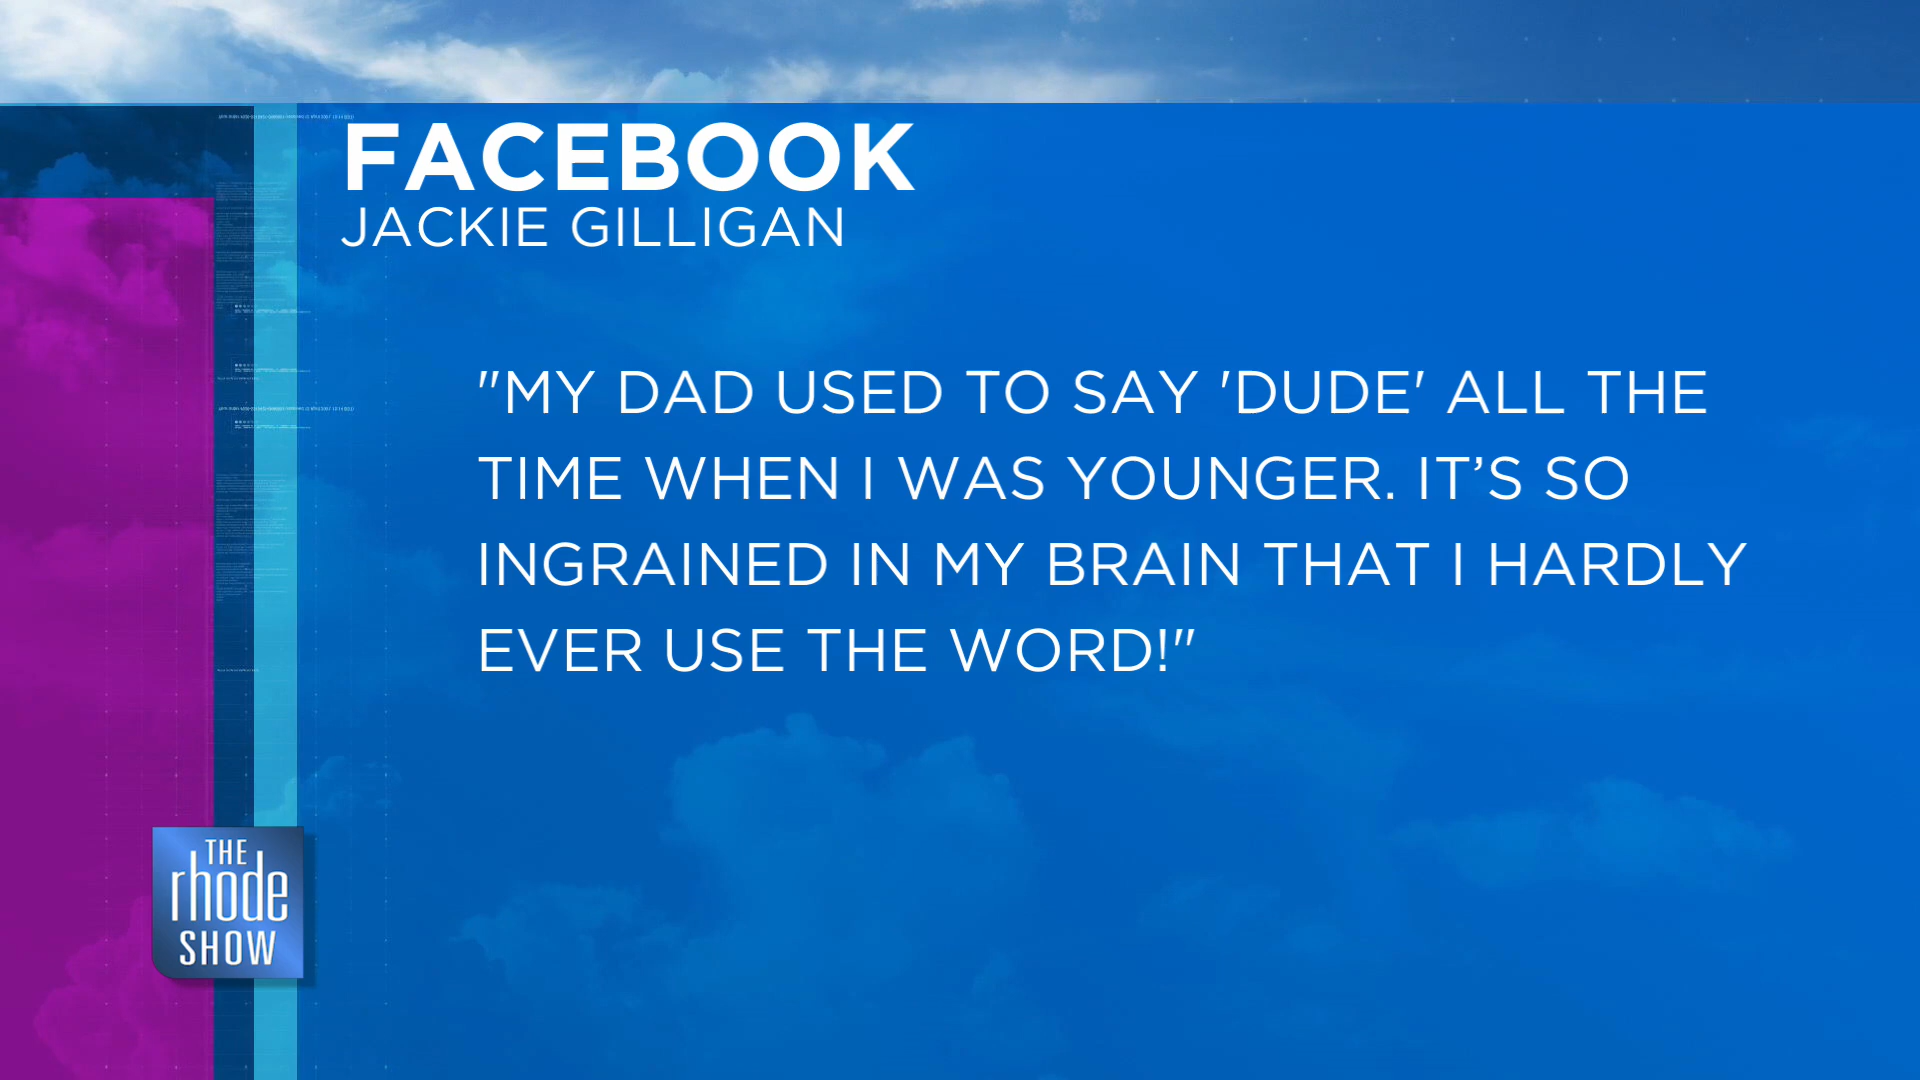 FACEBOOK
JACKIE GILLIGAN
"MY DAD USED TO SAY 'DUDE' ALL THE
TIME WHEN I WAS YOUNGER. IT’S SO
INGRAINED IN MY BRAIN THAT I HARDLY
EVER USE THE WORD!"
THE
rhode
SHOW